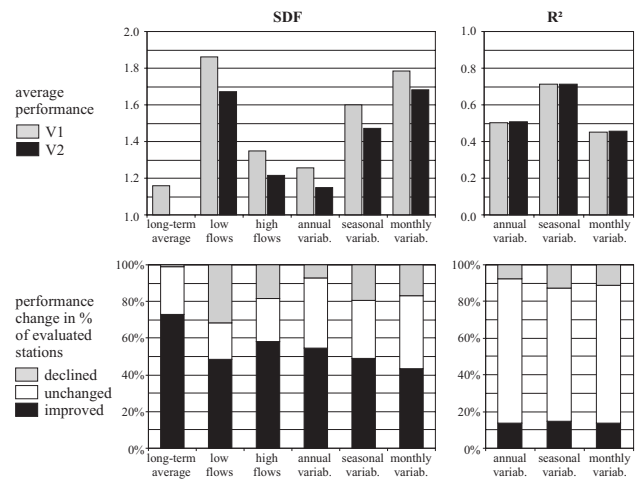 SDF
R²
average
performance
V1
V2
2.0
1.8
1.6
1.4
1.2
1.0
long-term
average
low
flows
high
flows
annual
variab.
seasonal
variab.
monthly
variab.
1.0
0.8
0.6
0.4
0.2
0.0
annual
variab.
seasonal
variab.
monthly
variab.
performance
change in %
of evaluated
stations
declined
unchanged
improved
100%
80%
60%
40%
20%
0%
long-term
average
low
flows
high
flows
annual
variab.
seasonal
variab.
monthly
variab.
100%
80%
60%
40%
20%
0%
annual
variab.
seasonal
variab.
monthly
variab.